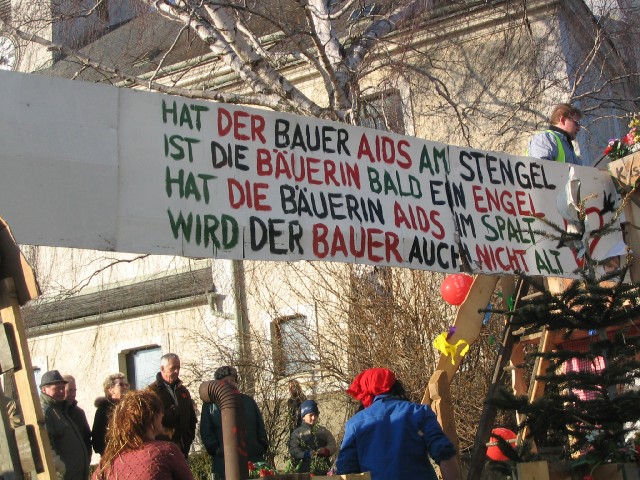 HAT DER BAUER AIDS AM STENGEL
IST DIE BÄUERIN BALD EIN ENGEL
HAT DIE BÄUERIN AIDS IM SPALT
WIRD DER BAUER AUCH NICHT ALT